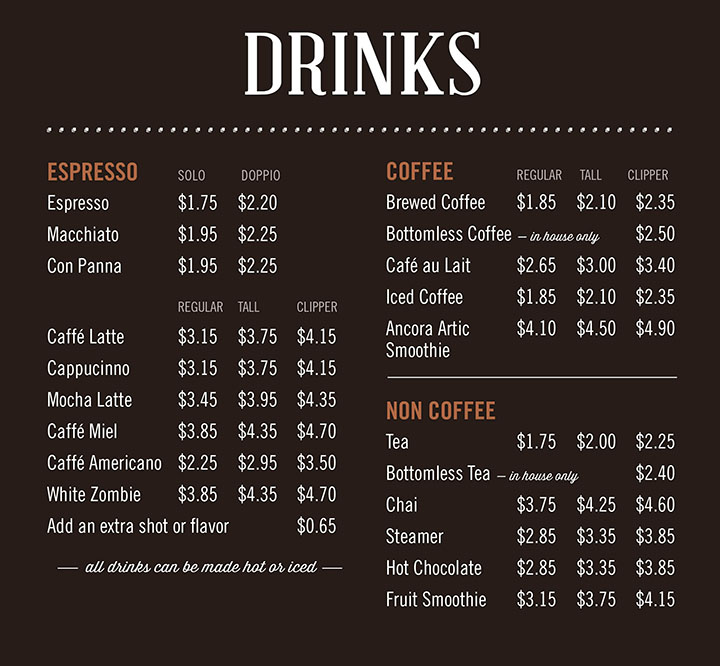 DRINKS
ESPRESSO SOLO DOPPIO
Espresso $1.75 $2.20
Macchiato $1.95 $2.25
Con Panna $1.95 $2.25
REGULAR TALL CLIPPER
Caffé Latte $3.15 $3.75 $4.15
Cappucinno $3.15 $3.75 $4.15
Mocha Latte $3.45 $3.95 $4.35
Caffé Miel $3.85 $4.35 $4.70
Caffé Americano $2.25 $2.95 $3.50
White Zombie $3.85 $4.35 $4.70
Add an extra shot or flavor $0.65
— all drinks can be made hot or iced —
COFFEE REGULAR TALL CLIPPER
Brewed Coffee $1.85 $2.10 $2.35
Bottomless Coffee – in house only $2.50
Café au Lait $2.65 $3.00 $3.40
Iced Coffee $1.85 $2.10 $2.35
Ancora Artic $4.10 $4.50 $4.90
Smoothie
NON COFFEE
Tea $1.75 $2.00 $2.25
Bottomless Tea – in house only $2.40
Chai $3.75 $4.25 $4.60
Steamer $2.85 $3.35 $3.85
Hot Chocolate $2.85 $3.35 $3.85
Fruit Smoothie $3.15 $3.75 $4.15